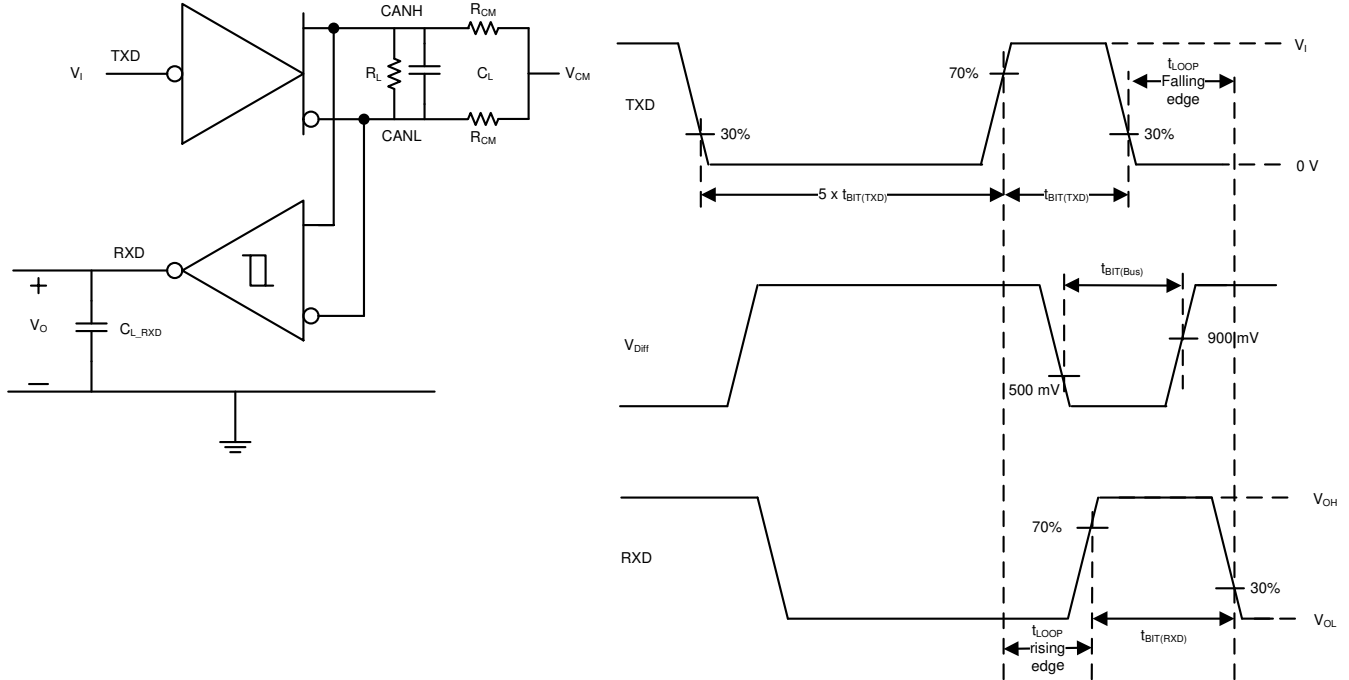 CANH
R_CM
TXD
V_I
R_L
C_L
V_CM
CANL
R_CM
RXD
+
V_O
C_L_RXD
–
TXD
30%
70%
t_LOOP
Falling
edge
30%
V_I
0 V
5 x t_BIT(TXD)
t_BIT(TXD)
V_Diff
t_BIT(Bus)
500 mV
900 mV
RXD
70%
30%
V_OH
V_OL
t_LOOP
rising
edge
t_BIT(RXD)